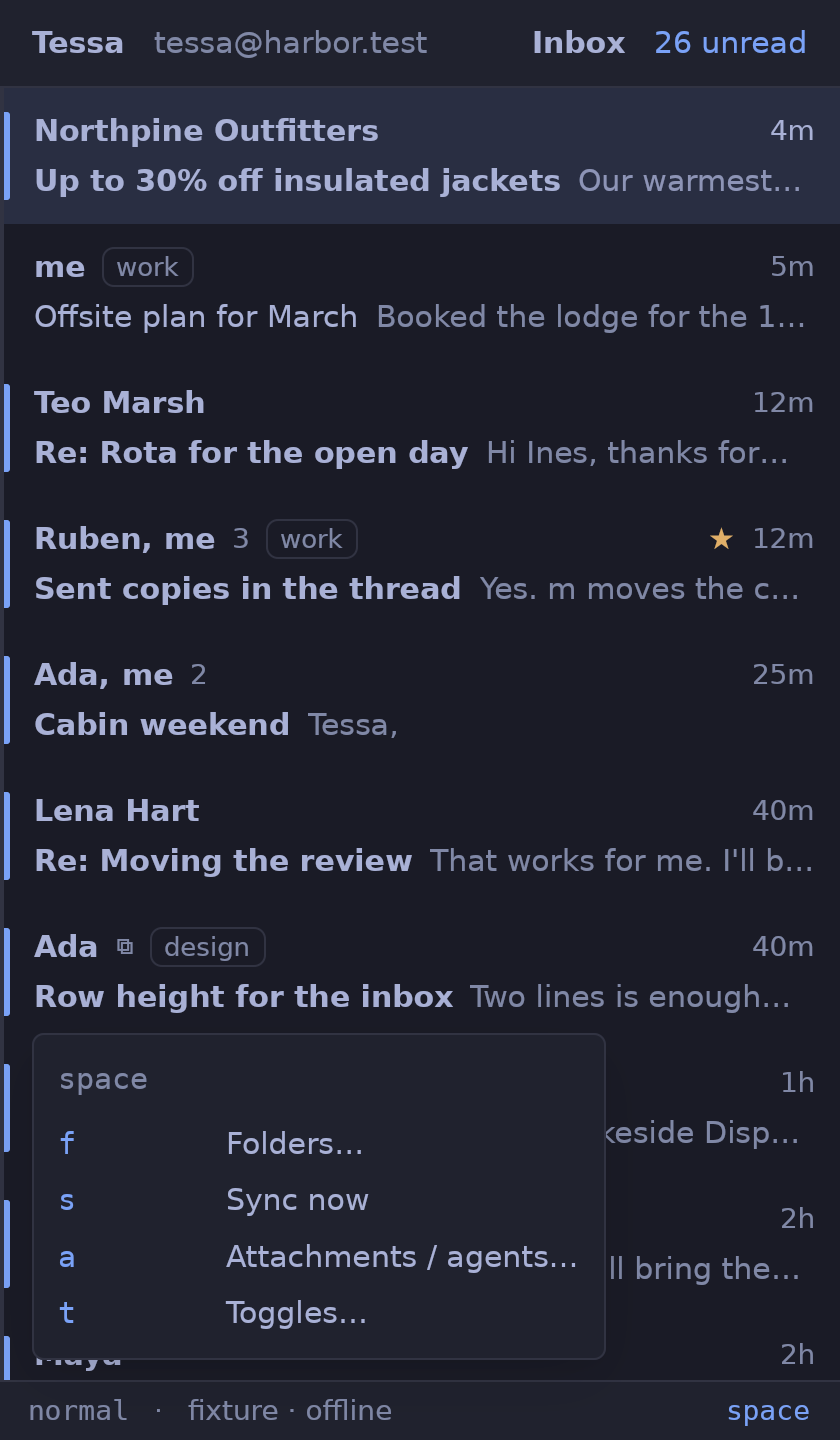 Tessa tessa@harbor.test Inbox 26 unread
Northpine Outfitters 4m
Up to 30% off insulated jackets Our warmest…
me work 5m
Offsite plan for March Booked the lodge for the 1…
Teo Marsh 12m
Re: Rota for the open day Hi Ines, thanks for…
Ruben, me 3 work ★ 12m
Sent copies in the thread Yes. m moves the c…
Ada, me 2 25m
Cabin weekend Tessa,
Lena Hart 40m
Re: Moving the review That works for me. I'll b…
Ada design 40m
Row height for the inbox Two lines is enough…
space
1h
f Folders…
keside Disp…
s Sync now
2h
a Attachments / agents…
ll bring the…
t Toggles…
2h
normal · fixture · offline space